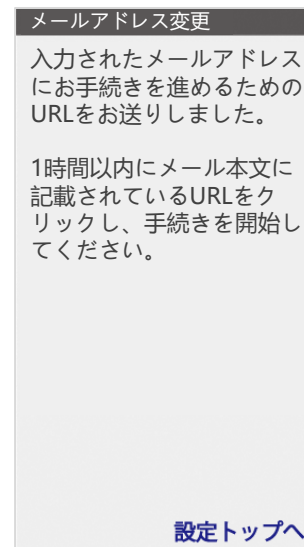 メールアドレス変更
入力されたメールアドレス
にお手続きを進めるための
URLをお送りしました。
1時間以内にメール本文に
記載されているURLをク
リックし、手続きを開始し
てください。
設定トップへ